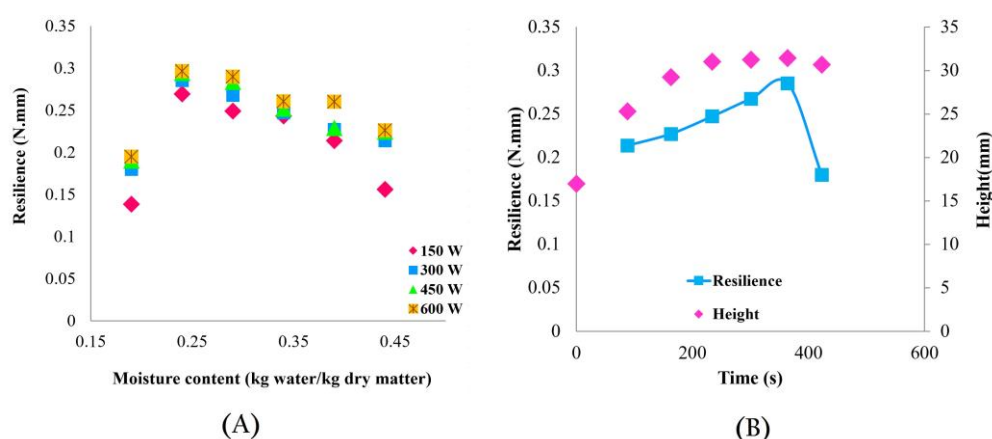 0.35
0.3
0.25
0.2
0.15
0.1
0.05
0
Resilience (N.mm)
150 W
300 W
450 W
600 W
0.15
0.25
0.35
0.45
Moisture content (kg water/kg dry matter)
(A)
0.35
0.3
0.25
0.2
0.15
0.1
0.05
0
Resilience (N.mm)
Resilience
Height
35
30
25
20
15
10
5
0
Height(mm)
0
200
400
600
Time (s)
(B)